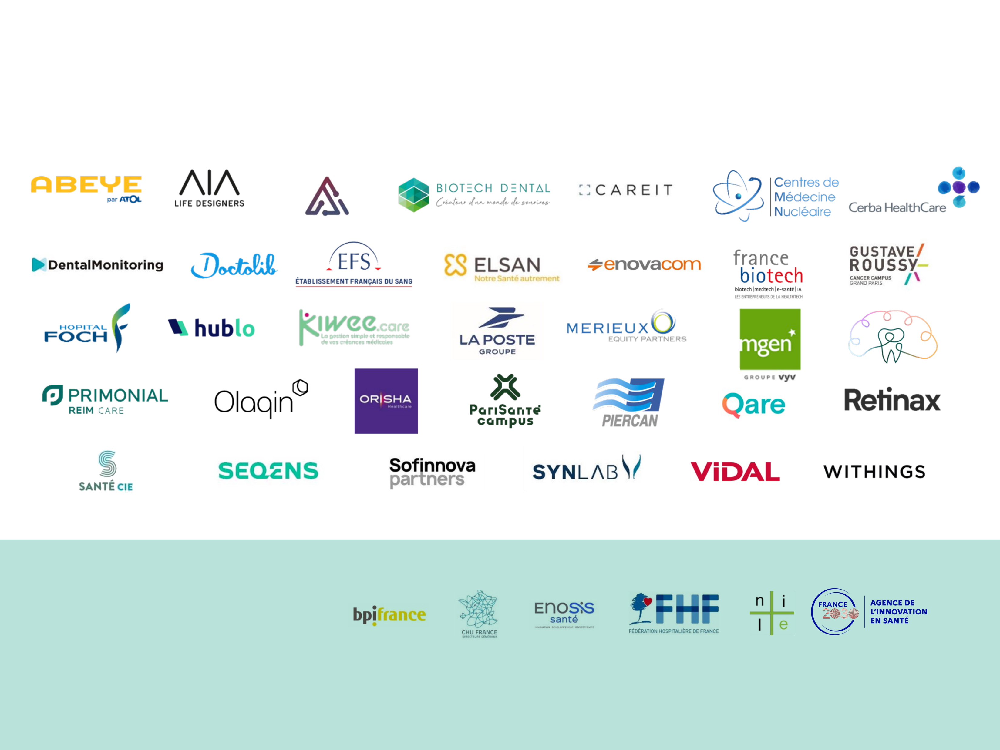 ABEYE
par ATOL
AIA
LIFE DESIGNERS
BIOTECH DENTAL
Créateur d'un monde de sourires
CAREIT
Centres de
Médecine
Nucléaire
Cerba HealthCare
DentalMonitoring
Doctolib
EFS
ÉTABLISSEMENT FRANÇAIS DU SANG
ELSAN
Notre Santé autrement
enovacom
france
biotech
biotech|medtech|e-santé|IA
LES ENTREPRENEURS DE LA HEALTHTECH
GUSTAVE
ROUSSY
CANCER CAMPUS
GRAND PARIS
HOPITAL
FOCH
hublo
kiwee.care
La gestion simple et responsable
de vos créances médicales
LA POSTE
GROUPE
MERIEUX
EQUITY PARTNERS
mgen
GROUPE vyv
PRIMONIAL
REIM CARE
Olaqin
ORISHA
Healthcare
PariSanté
campus
PIERCAN
Qare
Retinax
SANTÉ CIE
SEQENS
Sofinnova
partners
SYNLAB
ViDAL
WITHINGS
bpifrance
CHU FRANCE
DIRECTEURS GÉNÉRAUX
ENOSIS
santé
INNOVATION • DÉVELOPPEMENT • COMPÉTITIVITÉ
FHF
FÉDÉRATION HOSPITALIÈRE DE FRANCE
n i
l e
FRANCE
2030
AGENCE DE
L'INNOVATION
EN SANTÉ